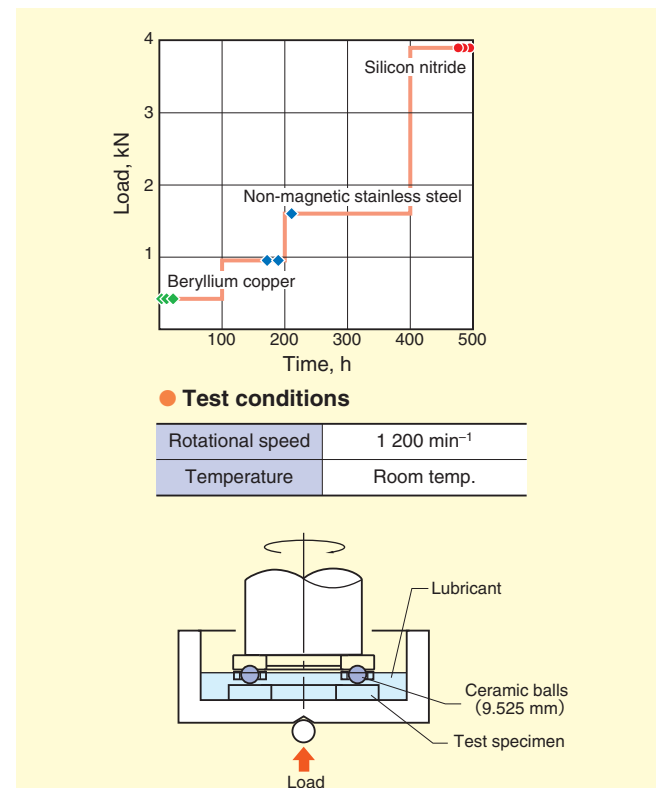 4
Silicon nitride
3
Load, kN
2
Non-magnetic stainless steel
1
Beryllium copper
100 200 300 400 500
Time, h
Test conditions
Rotational speed 1 200 min⁻¹
Temperature Room temp.
Lubricant
Ceramic balls
(9.525 mm)
Test specimen
Load